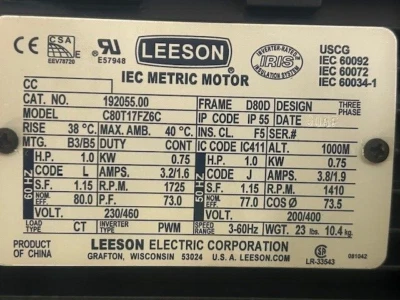 CSA
EEV78720
UR
E57948
LEESON®
INVERTER-RATED
IRIS
INSULATION SYSTEM
USCG
IEC 60092
IEC 60072
IEC 60034-1
IEC METRIC MOTOR
CC
CAT. NO. 192055.00 FRAME D80D DESIGN THREE PHASE
MODEL C80T17FZ6C IP CODE IP 55 DATE
RISE 38 °C. MAX. AMB. 40 °C. INS. CL. F5 SER.#
MTG. B3/B5 DUTY CONT IC CODE IC411 ALT. 1000M
60 HZ H.P. 1.0 KW 0.75 50 HZ H.P. 1.0 KW 0.75
CODE L AMPS. 3.2/1.6 CODE J AMPS. 3.8/1.9
S.F. 1.15 R.P.M. 1725 S.F. 1.15 R.P.M. 1410
NOM EFF. 80.0 P.F. 73.0 NOM EFF. 77.0 COS Ø 73.5
VOLT. 230/460 VOLT. 200/400
LOAD TYPE CT INVERTER TYPE PWM SPEED RANGE 3-60Hz WGT. 23 lbs 10.4 kg.
PRODUCT OF CHINA
LEESON ELECTRIC CORPORATION
GRAFTON, WISCONSIN 53024 U.S.A. LEESON.COM
LR-33543
081042